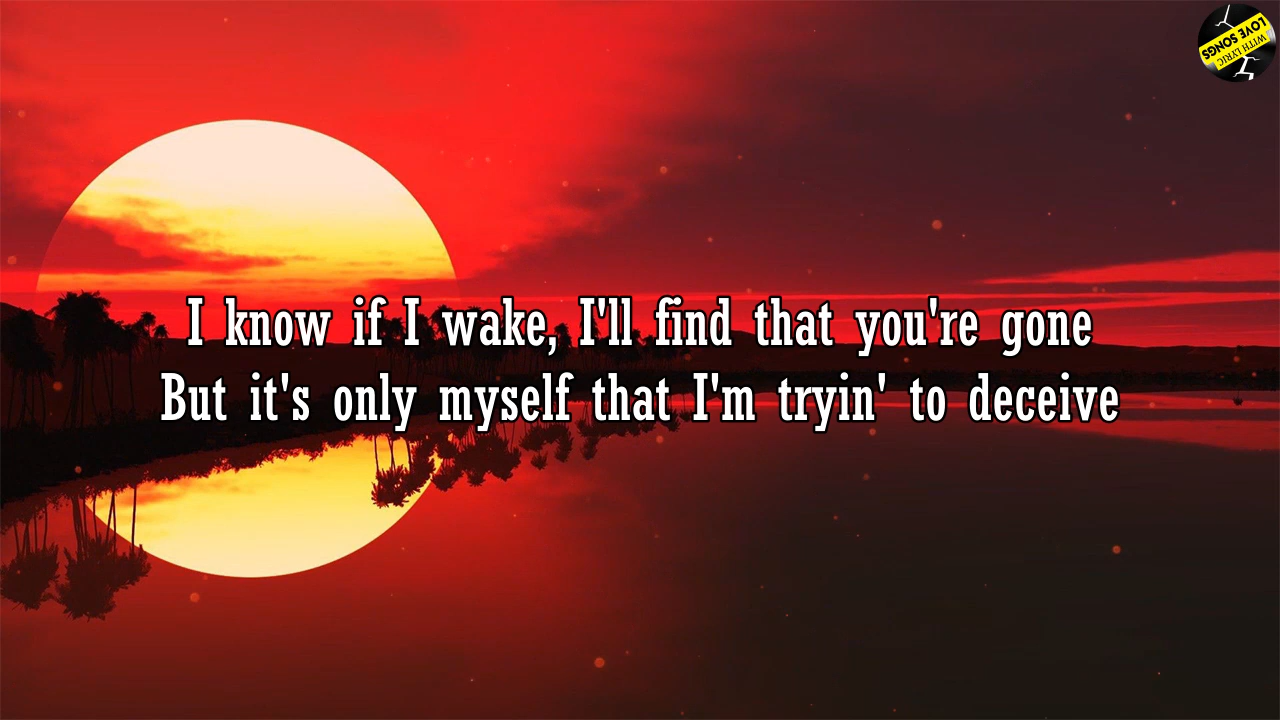 LOVE SONGS
WITH LYRIC
I know if I wake, I'll find that you're gone
But it's only myself that I'm tryin' to deceive